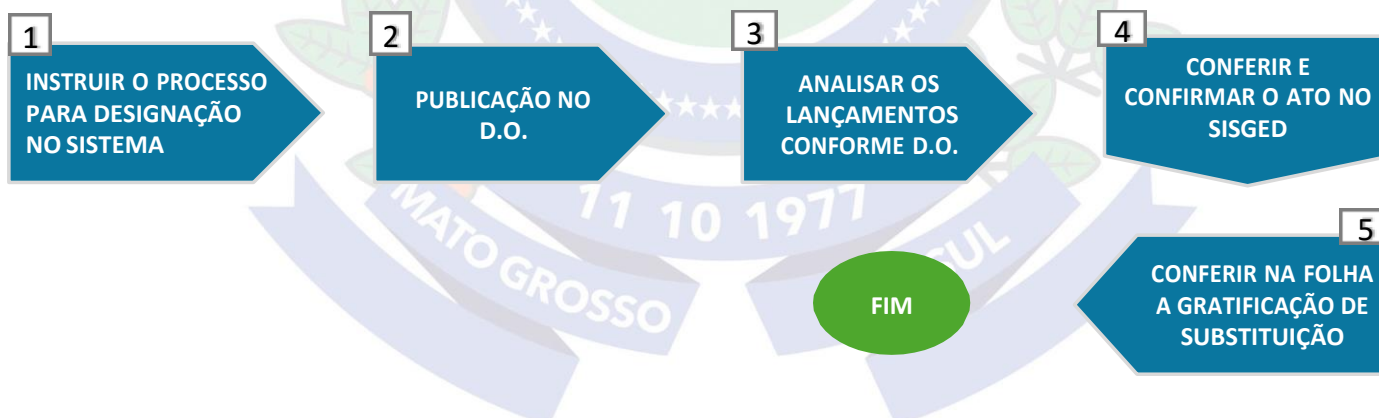 1
INSTRUIR O PROCESSO
PARA DESIGNAÇÃO
NO SISTEMA
2
PUBLICAÇÃO NO
D.O.
3
ANALISAR OS
LANÇAMENTOS
CONFORME D.O.
4
CONFERIR E
CONFIRMAR O ATO NO
SISGED
5
CONFERIR NA FOLHA
A GRATIFICAÇÃO DE
SUBSTITUIÇÃO
FIM
11 10 1977
MATO GROSSO
SUL